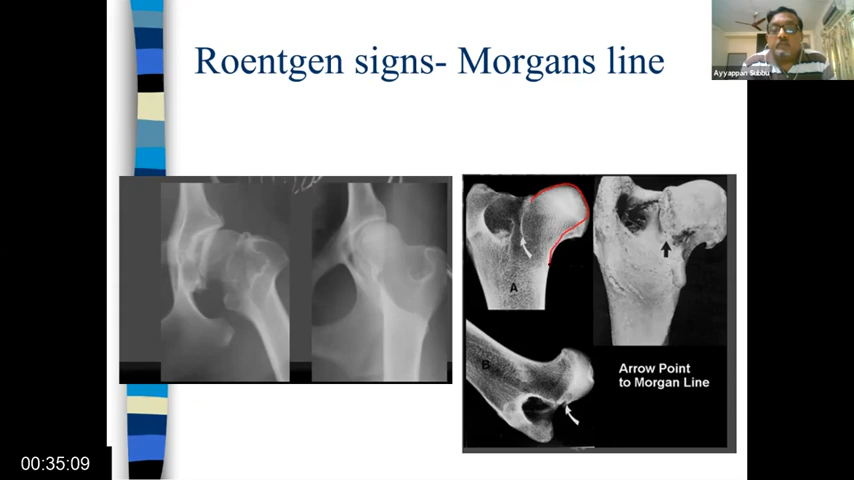 Roentgen signs- Morgans line
Ayyappan Subbu
A
B
Arrow Point
to Morgan Line
00:35:09